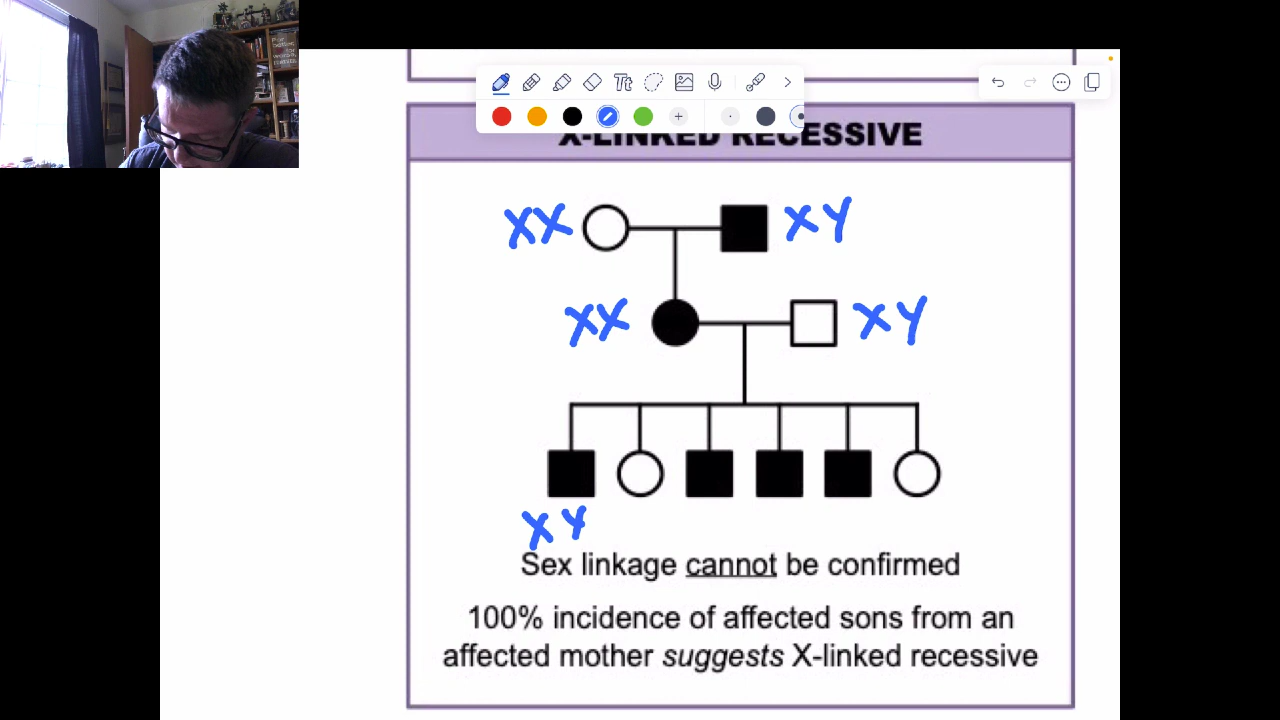 Tt
X-LINKED RECESSIVE
XX XY
XX XY
XY
Sex linkage cannot be confirmed
100% incidence of affected sons from an
affected mother suggests X-linked recessive